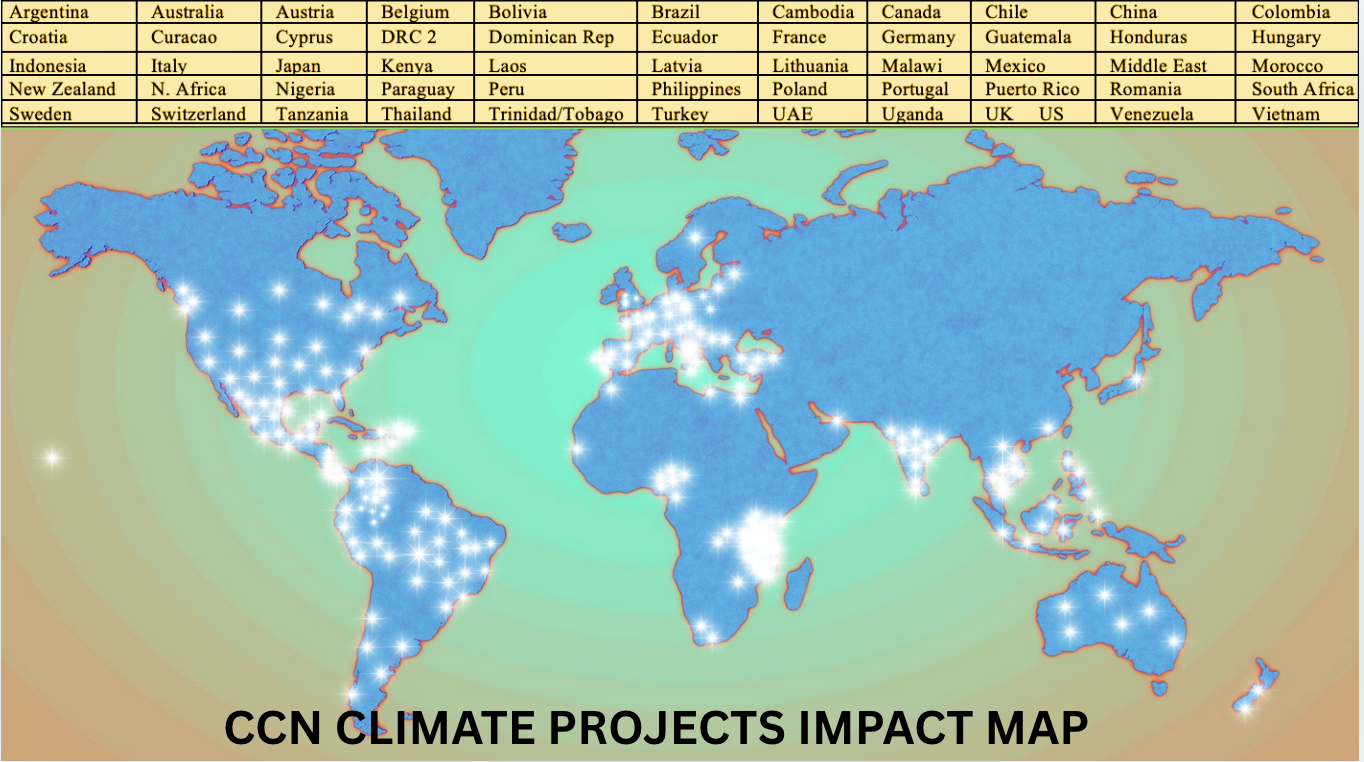 Argentina Australia Austria Belgium Bolivia Brazil Cambodia Canada Chile China Colombia
Croatia Curacao Cyprus DRC 2 Dominican Rep Ecuador France Germany Guatemala Honduras Hungary
Indonesia Italy Japan Kenya Laos Latvia Lithuania Malawi Mexico Middle East Morocco
New Zealand N. Africa Nigeria Paraguay Peru Philippines Poland Portugal Puerto Rico Romania South Africa
Sweden Switzerland Tanzania Thailand Trinidad/Tobago Turkey UAE Uganda UK US Venezuela Vietnam
CCN CLIMATE PROJECTS IMPACT MAP